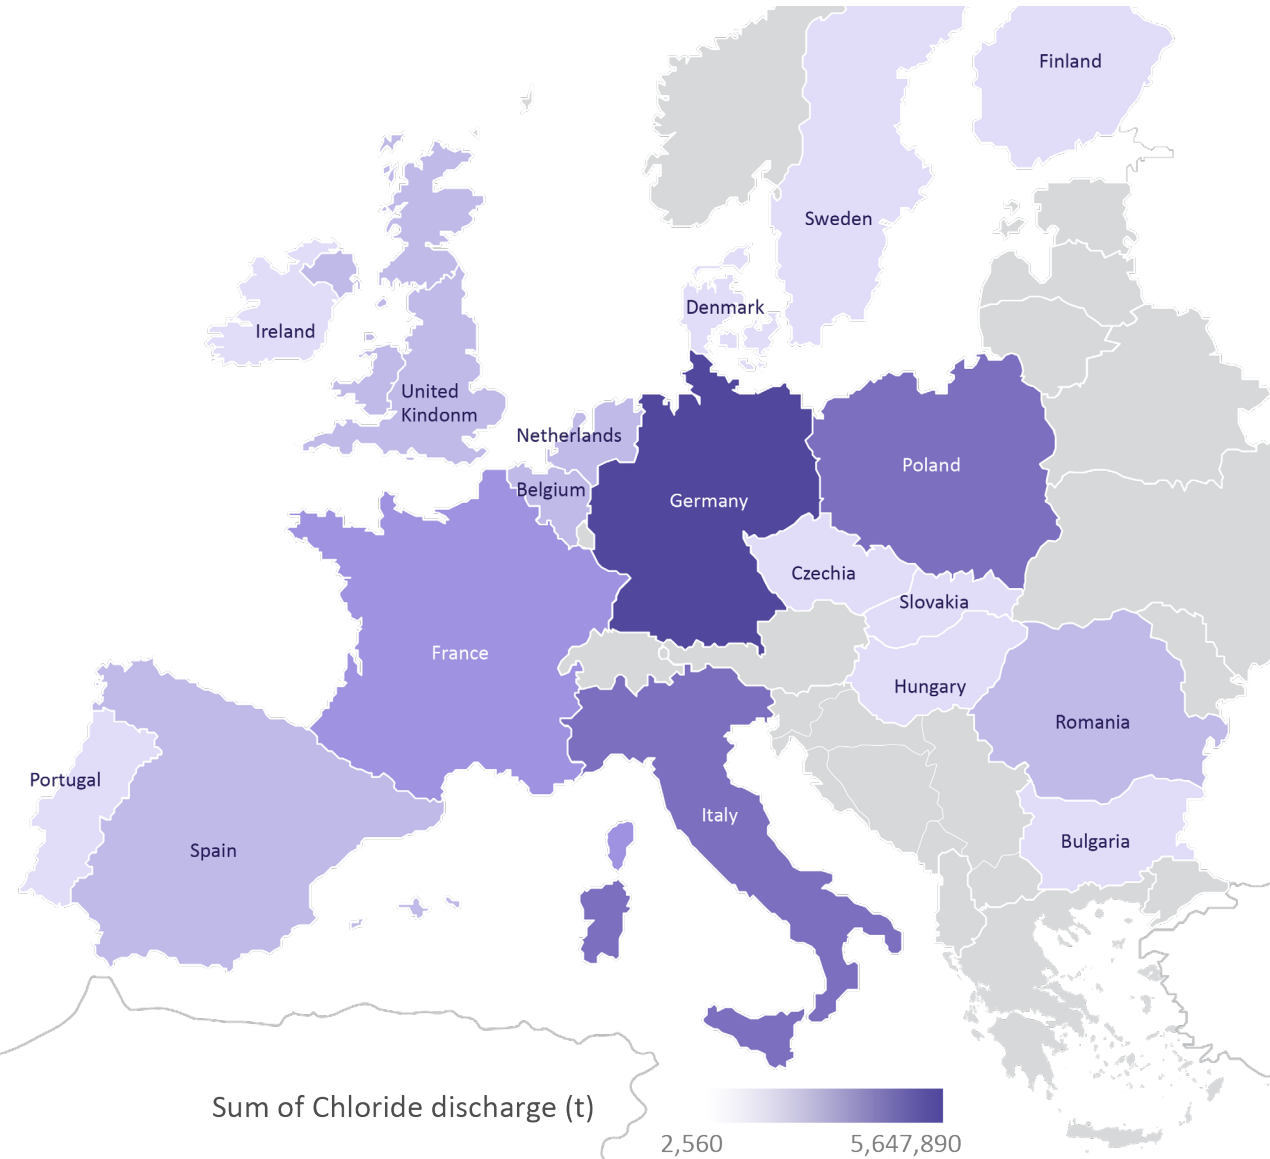 Finland
Sweden
Denmark
Ireland
United
Kindonm
Netherlands
Belgium
Poland
Germany
Czechia
Slovakia
France
Hungary
Romania
Portugal
Italy
Bulgaria
Spain
Sum of Chloride discharge (t)
2,560
5,647,890